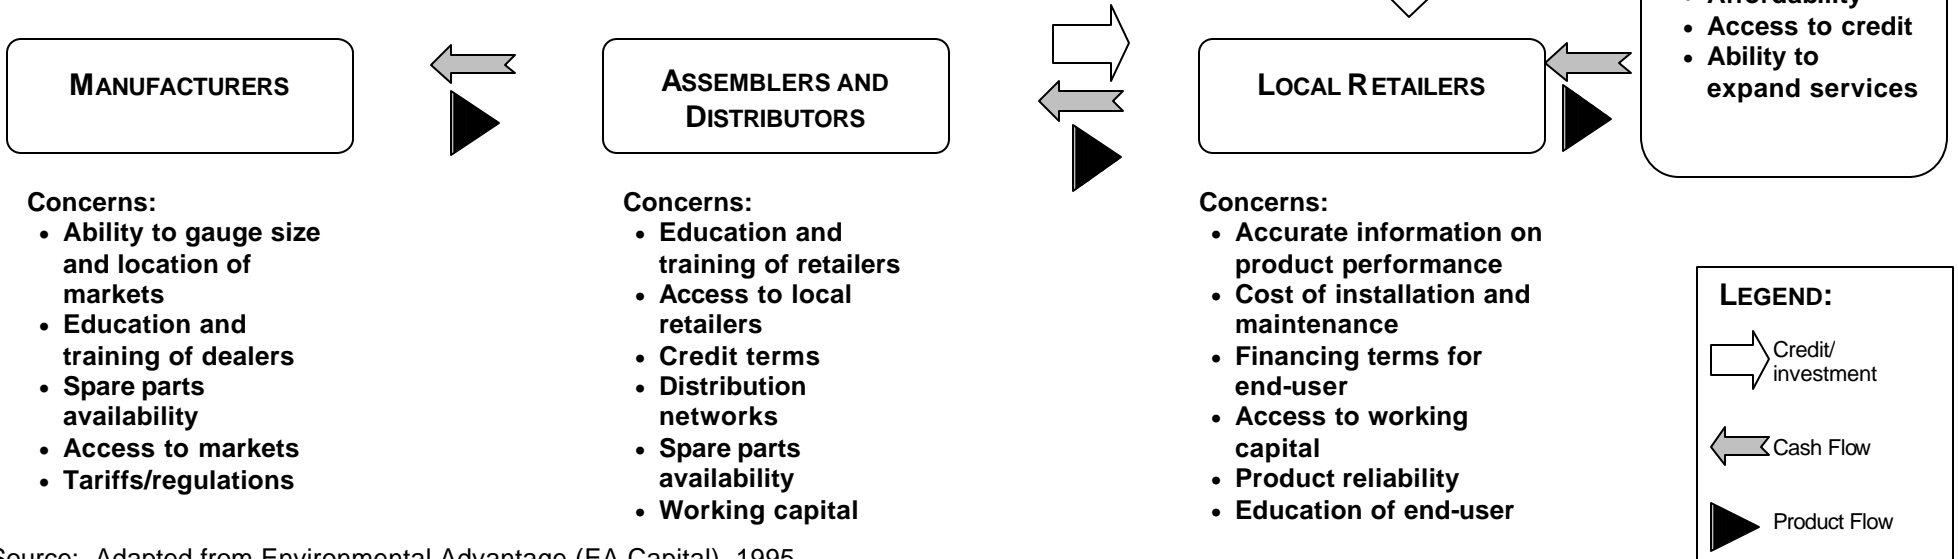 • Affordability
• Access to credit
• Ability to
expand services
MANUFACTURERS
ASSEMBLERS AND
DISTRIBUTORS
LOCAL RETAILERS
Concerns:
• Ability to gauge size
and location of
markets
• Education and
training of dealers
• Spare parts
availability
• Access to markets
• Tariffs/regulations
Concerns:
• Education and
training of retailers
• Access to local
retailers
• Credit terms
• Distribution
networks
• Spare parts
availability
• Working capital
Concerns:
• Accurate information on
product performance
• Cost of installation and
maintenance
• Financing terms for
end-user
• Access to working
capital
• Product reliability
• Education of end-user
LEGEND:
Credit/
investment
Cash Flow
Product Flow
Source: Adapted from Environmental Advantage (EA Capital), 1995